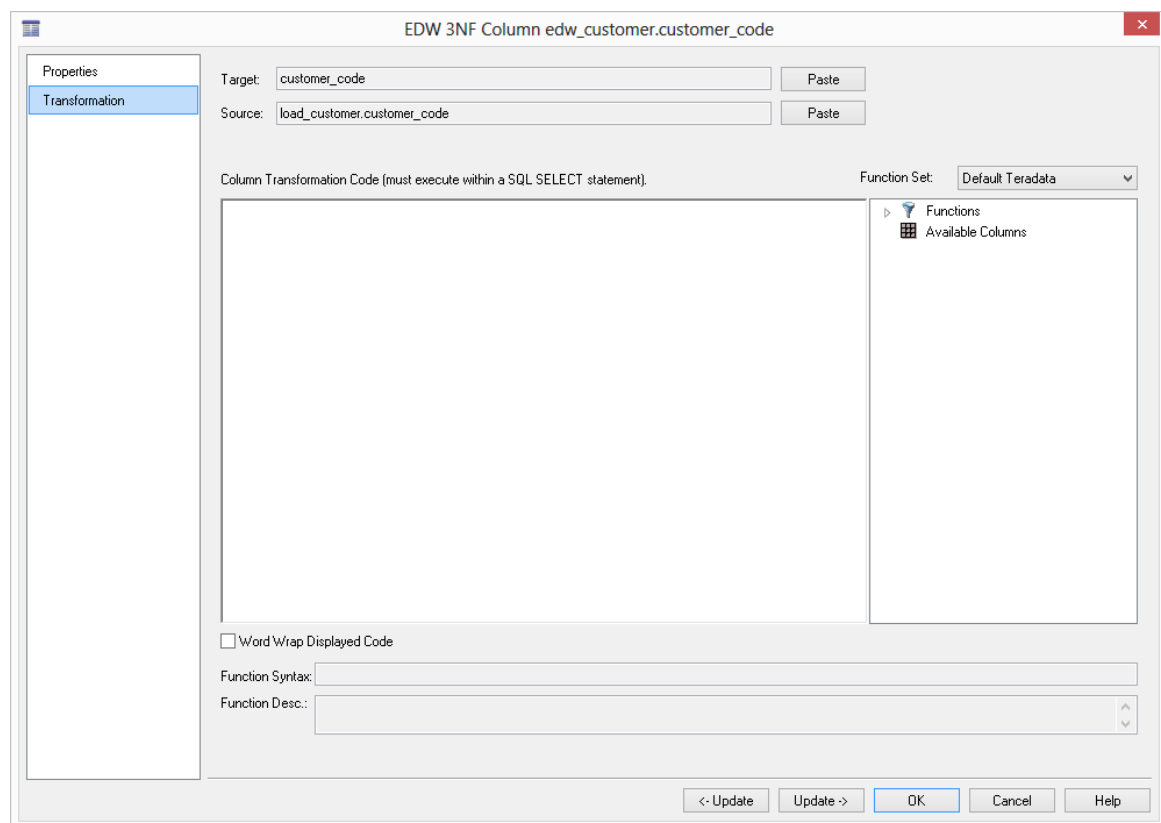 EDW 3NF Column edw_customer.customer_code
Properties
Transformation
Target: customer_code Paste
Source: load_customer.customer_code Paste
Column Transformation Code (must execute within a SQL SELECT statement). Function Set: Default Teradata
Functions
Available Columns
Word Wrap Displayed Code
Function Syntax:
Function Desc.:
<- Update Update -> OK Cancel Help